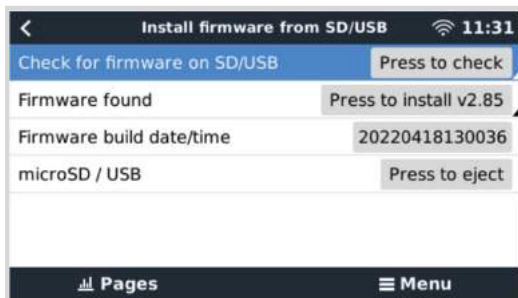 Install firmware from SD/USB 11:31
Check for firmware on SD/USB Press to check
Firmware found Press to install v2.85
Firmware build date/time 20220418130036
microSD / USB Press to eject
Pages Menu